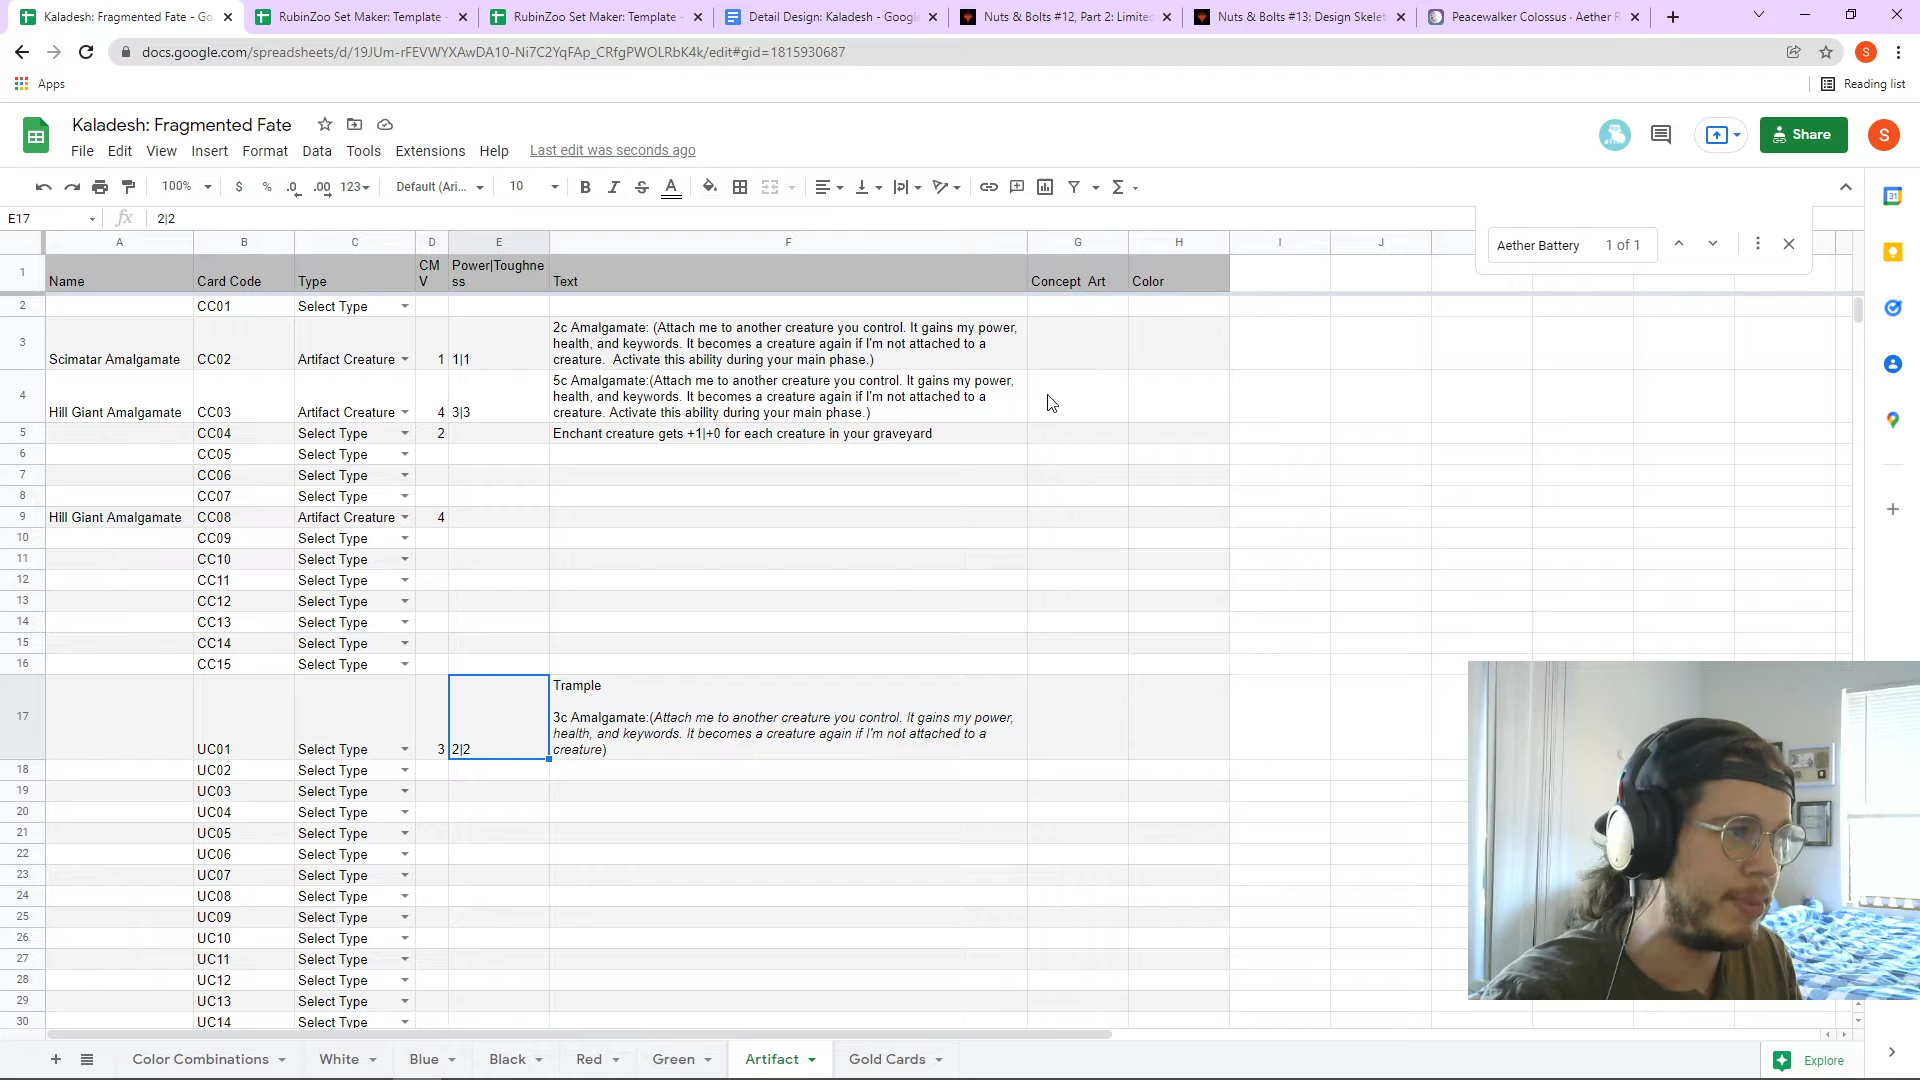 Kaladesh: Fragmented Fate - Go
RubinZoo Set Maker: Template -
RubinZoo Set Maker: Template -
Detail Design: Kaladesh - Google
Nuts & Bolts #12, Part 2: Limited
Nuts & Bolts #13: Design Skelet
Peacewalker Colossus · Aether R
docs.google.com/spreadsheets/d/19JUm-rFEVWYXAwDA10-Ni7C2YqFAp_CRfgPWOLRbK4k/edit#gid=1815930687
S
Apps
Reading list
Kaladesh: Fragmented Fate
Share
S
File Edit View Insert Format Data Tools Extensions Help Last edit was seconds ago
100% $ % .0 .00 123 Default (Ari... 10 B I S A
E17 fx 2|2
Aether Battery 1 of 1
A B C D E F G H I J
1 Name Card Code Type CMV Power|Toughness Text Concept Art Color
2 CC01 Select Type
3 Scimatar Amalgamate CC02 Artifact Creature 1 1|1 2c Amalgamate: (Attach me to another creature you control. It gains my power,
health, and keywords. It becomes a creature again if I'm not attached to a
creature. Activate this ability during your main phase.)
4 Hill Giant Amalgamate CC03 Artifact Creature 4 3|3 5c Amalgamate:(Attach me to another creature you control. It gains my power,
health, and keywords. It becomes a creature again if I'm not attached to a
creature. Activate this ability during your main phase.)
5 CC04 Select Type 2 Enchant creature gets +1|+0 for each creature in your graveyard
6 CC05 Select Type
7 CC06 Select Type
8 CC07 Select Type
9 Hill Giant Amalgamate CC08 Artifact Creature 4
10 CC09 Select Type
11 CC10 Select Type
12 CC11 Select Type
13 CC12 Select Type
14 CC13 Select Type
15 CC14 Select Type
16 CC15 Select Type
17 UC01 Select Type 3 2|2 Trample
3c Amalgamate:(Attach me to another creature you control. It gains my power,
health, and keywords. It becomes a creature again if I'm not attached to a
creature)
18 UC02 Select Type
19 UC03 Select Type
20 UC04 Select Type
21 UC05 Select Type
22 UC06 Select Type
23 UC07 Select Type
24 UC08 Select Type
25 UC09 Select Type
26 UC10 Select Type
27 UC11 Select Type
28 UC12 Select Type
29 UC13 Select Type
30 UC14 Select Type
Color Combinations White Blue Black Red Green Artifact Gold Cards
Explore